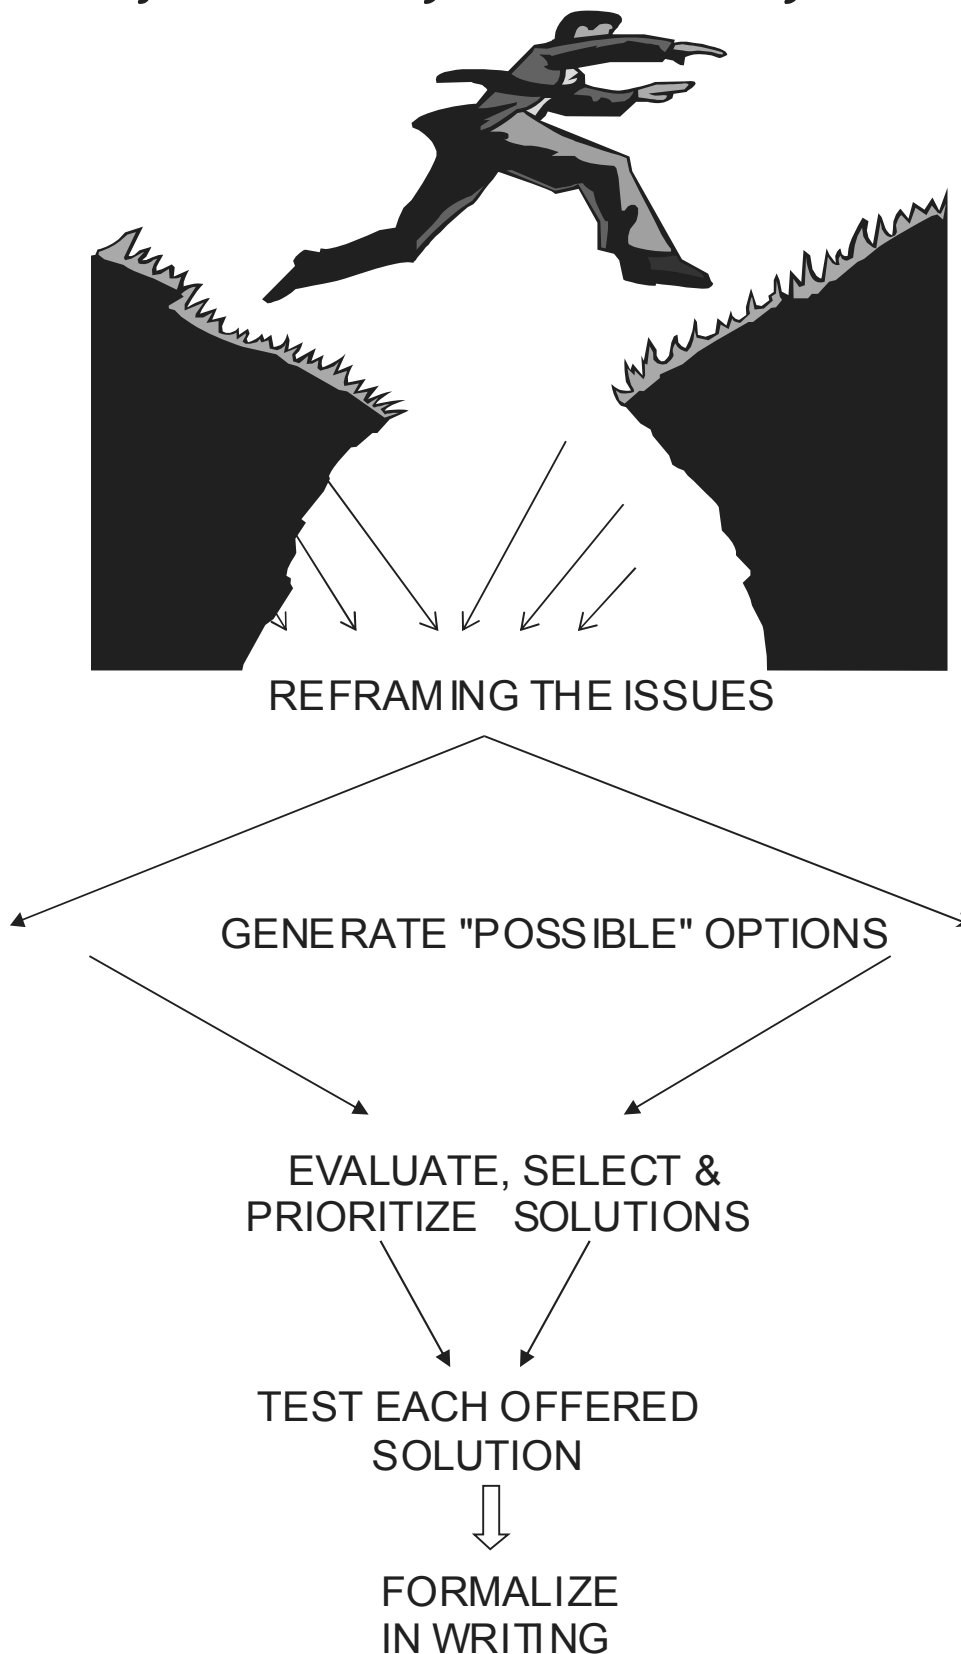 REFRAMING THE ISSUES
GENERATE "POSSIBLE" OPTIONS
EVALUATE, SELECT &
PRIORITIZE SOLUTIONS
TEST EACH OFFERED
SOLUTION
FORMALIZE
IN WRITING